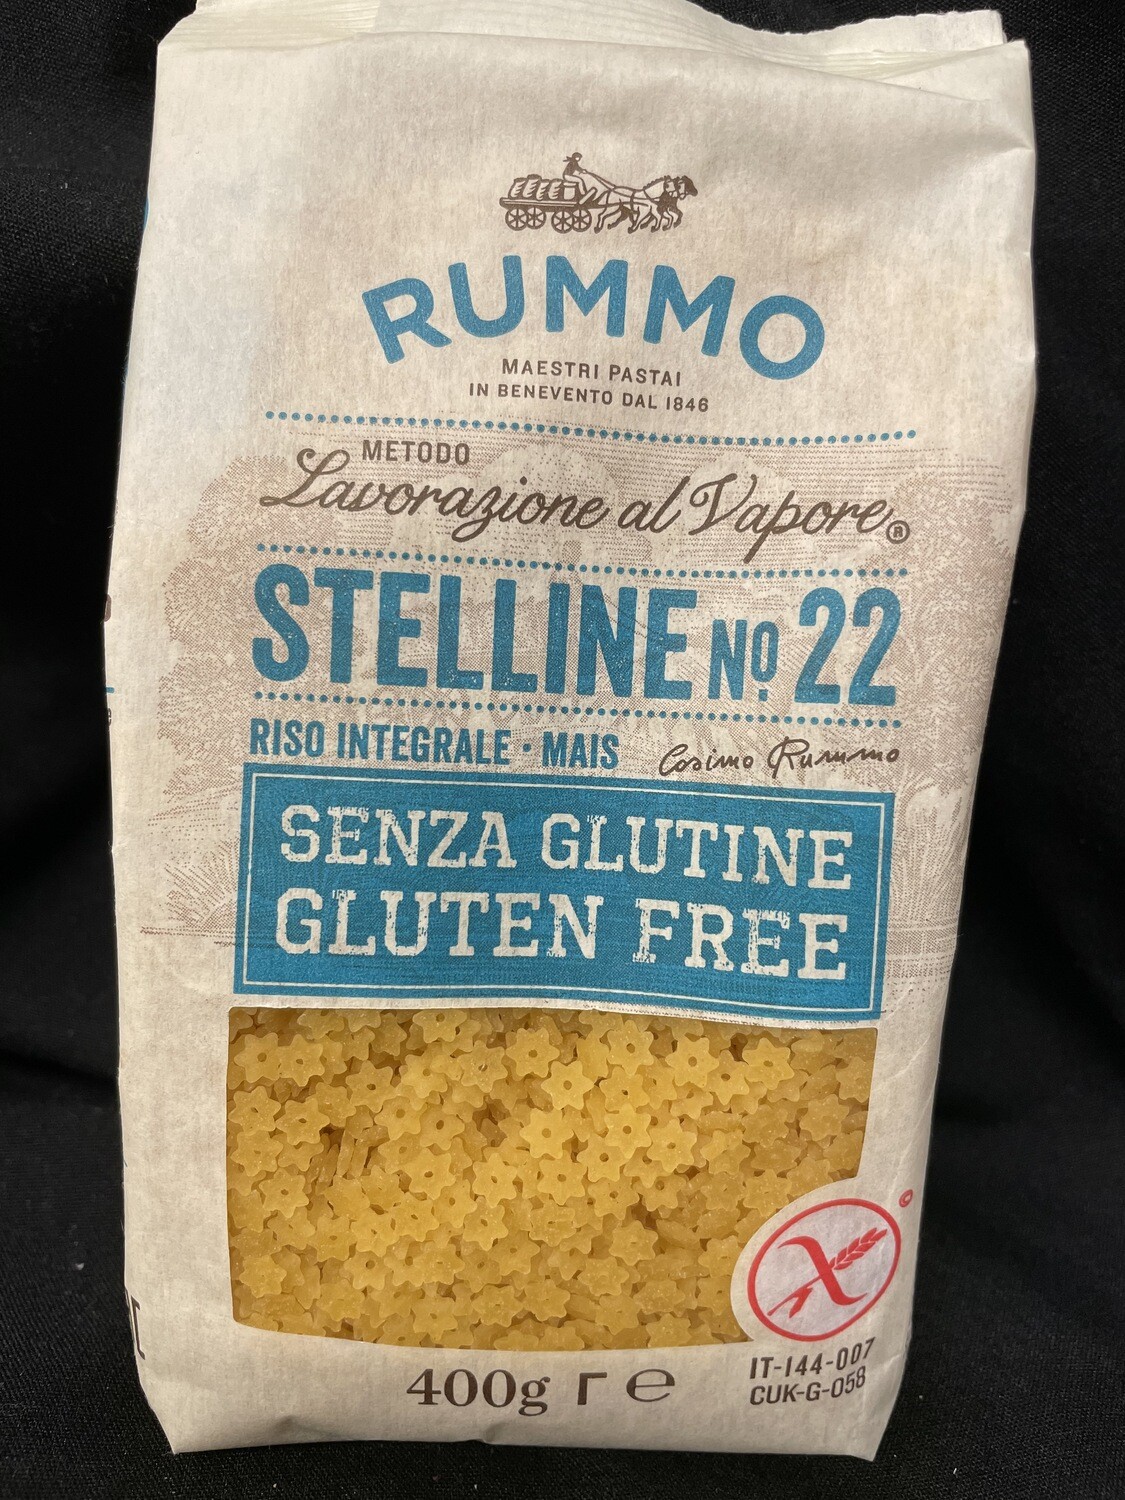 RUMMO
MAESTRI PASTAI
IN BENEVENTO DAL 1846
METODO
Lavorazione al Vapore®
STELLINE Nº 22
RISO INTEGRALE · MAIS
Cosimo Rummo
SENZA GLUTINE
GLUTEN FREE
©
400g г e
IT-144-007
CUK-G-058